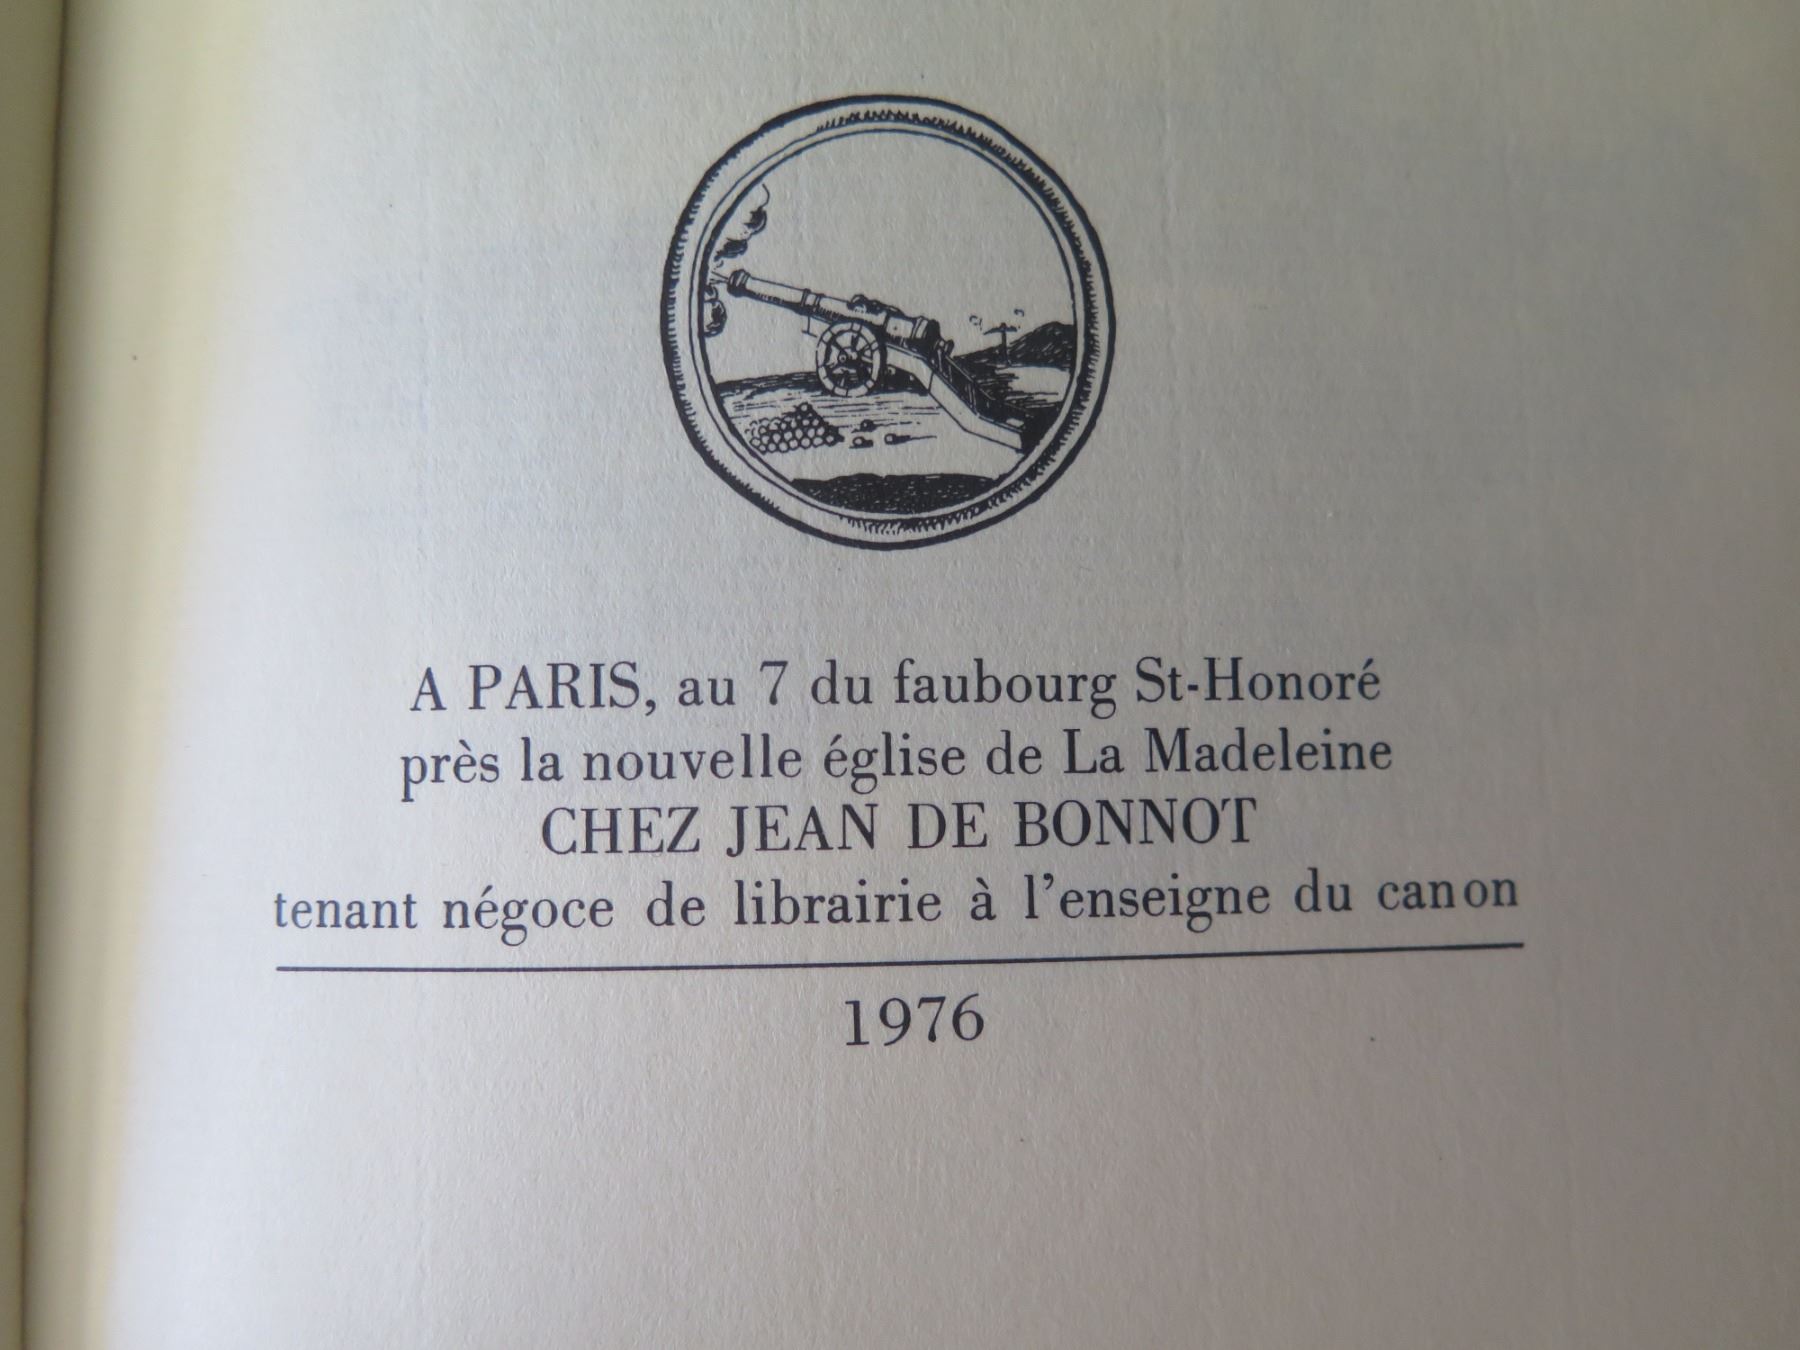 A PARIS, au 7 du faubourg St-Honoré
près la nouvelle église de La Madeleine
CHEZ JEAN DE BONNOT
tenant négoce de librairie à l'enseigne du canon
1976